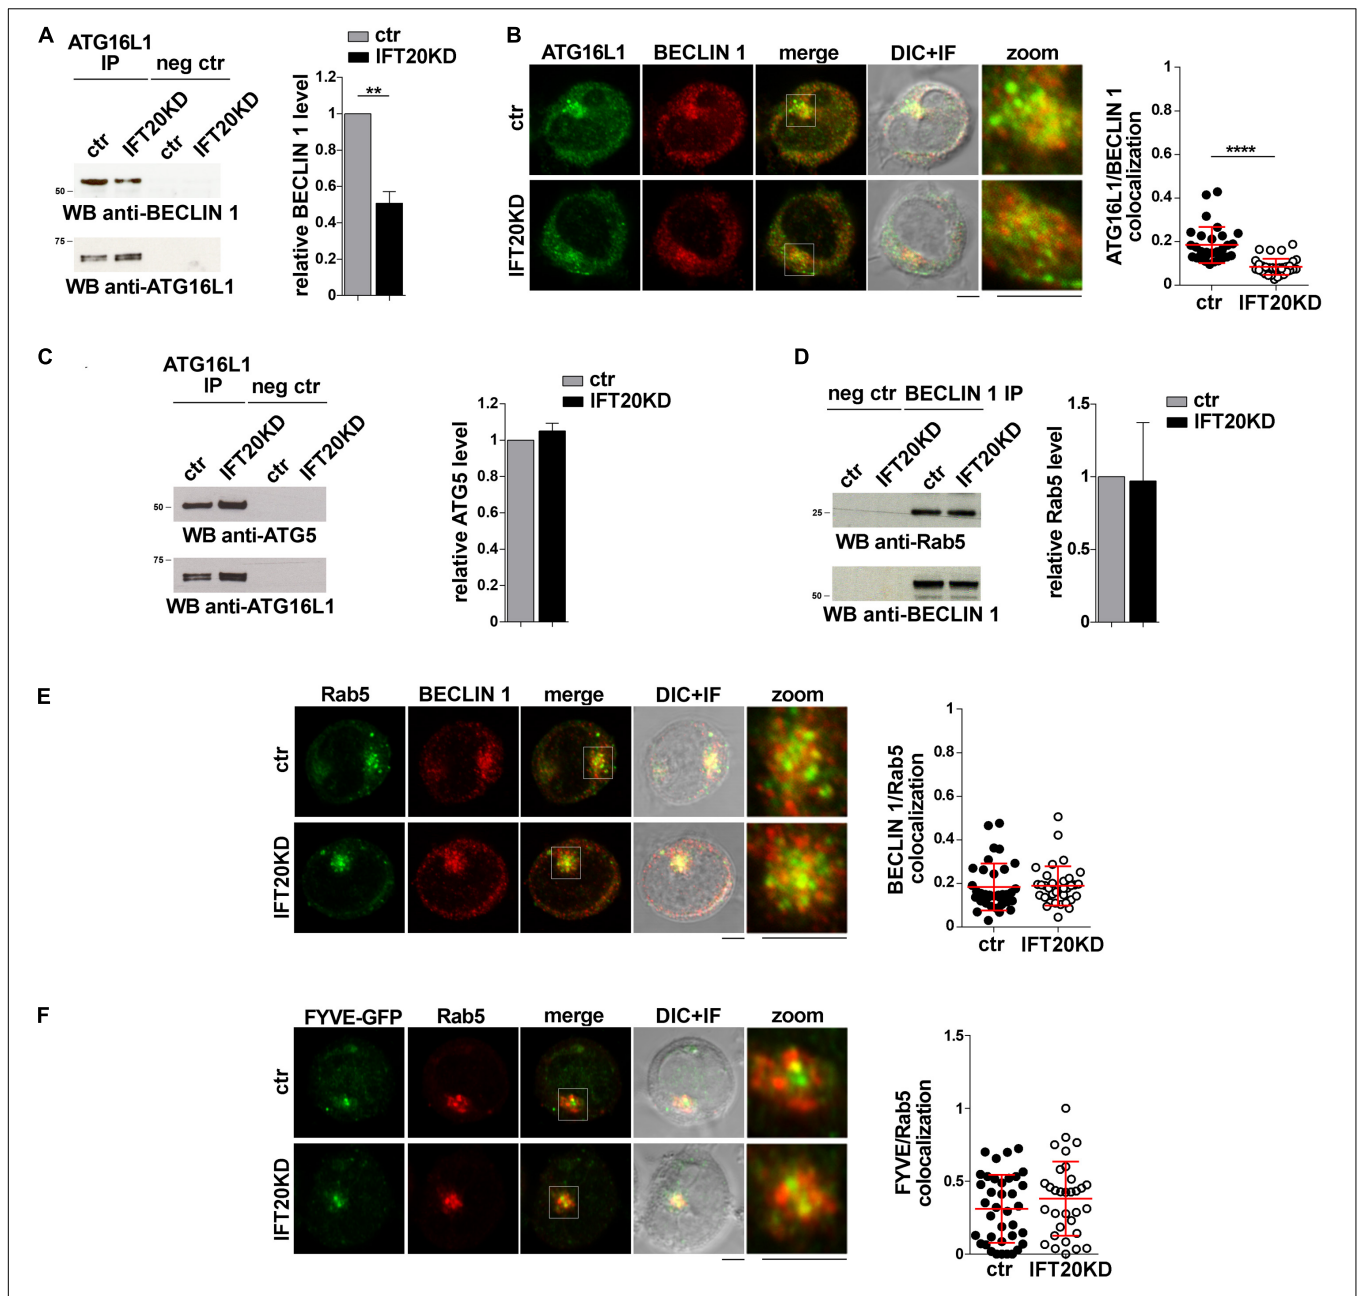 A
ATG16L1
IP
neg ctr
ctr
IFT20KD
ctr
IFT20KD
50
WB anti-BECLIN 1
75
WB anti-ATG16L1
ctr
IFT20KD
relative BECLIN 1 level
1.2
1
0.8
0.6
0.4
0.2
0
**
B
ATG16L1
BECLIN 1
merge
DIC+IF
zoom
ctr
IFT20KD
ATG16L1/BECLIN 1
colocalization
1
0.8
0.6
0.4
0.2
0
****
ctr
IFT20KD
C
ATG16L1
IP
neg ctr
ctr
IFT20KD
ctr
IFT20KD
50
WB anti-ATG5
75
WB anti-ATG16L1
ctr
IFT20KD
relative ATG5 level
1.2
1
0.8
0.6
0.4
0.2
0
D
neg ctr
BECLIN 1 IP
ctr
IFT20KD
ctr
IFT20KD
25
WB anti-Rab5
50
WB anti-BECLIN 1
ctr
IFT20KD
relative Rab5 level
1.5
1
0.5
0
E
Rab5
BECLIN 1
merge
DIC+IF
zoom
ctr
IFT20KD
BECLIN 1/Rab5
colocalization
1
0.8
0.6
0.4
0.2
0
ctr
IFT20KD
F
FYVE-GFP
Rab5
merge
DIC+IF
zoom
ctr
IFT20KD
FYVE/Rab5
colocalization
1.5
1
0.5
0
ctr
IFT20KD